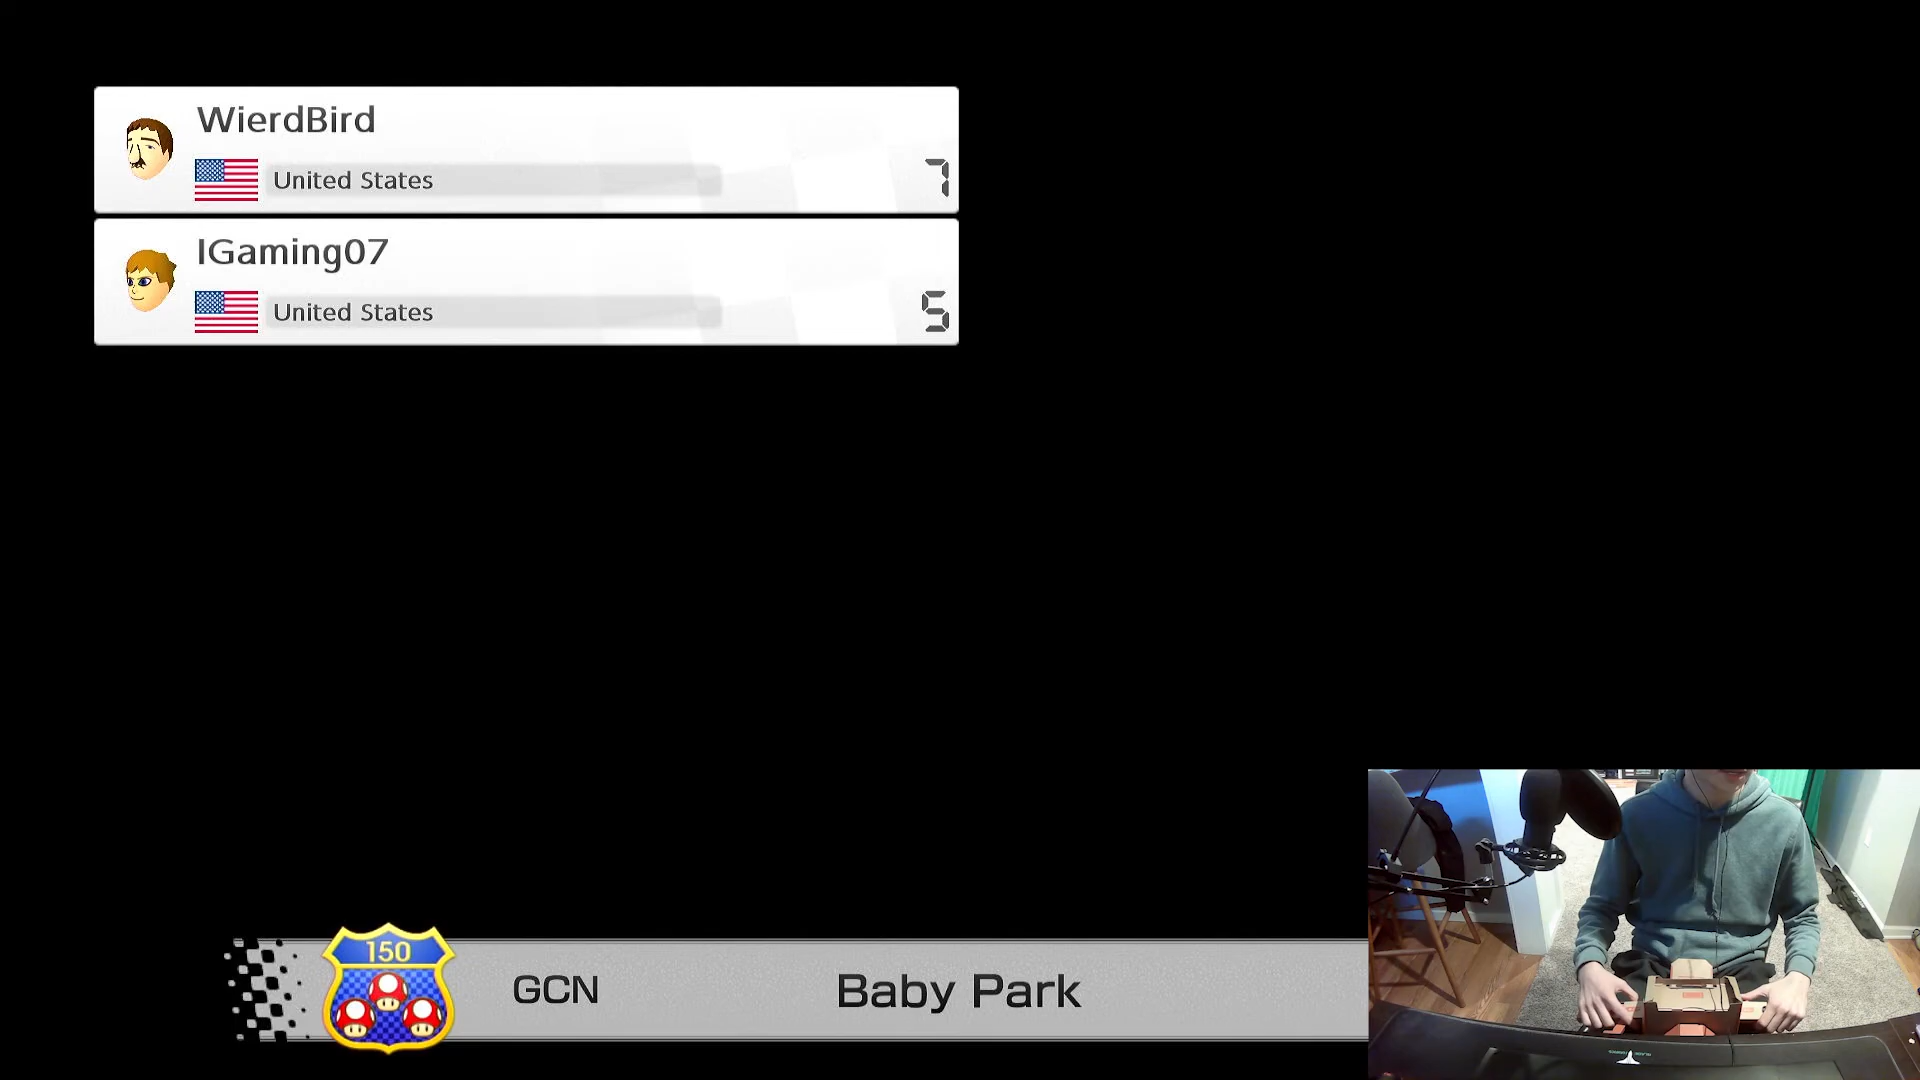 WierdBird
United States
7
IGaming07
United States
5
150
GCN
Baby Park